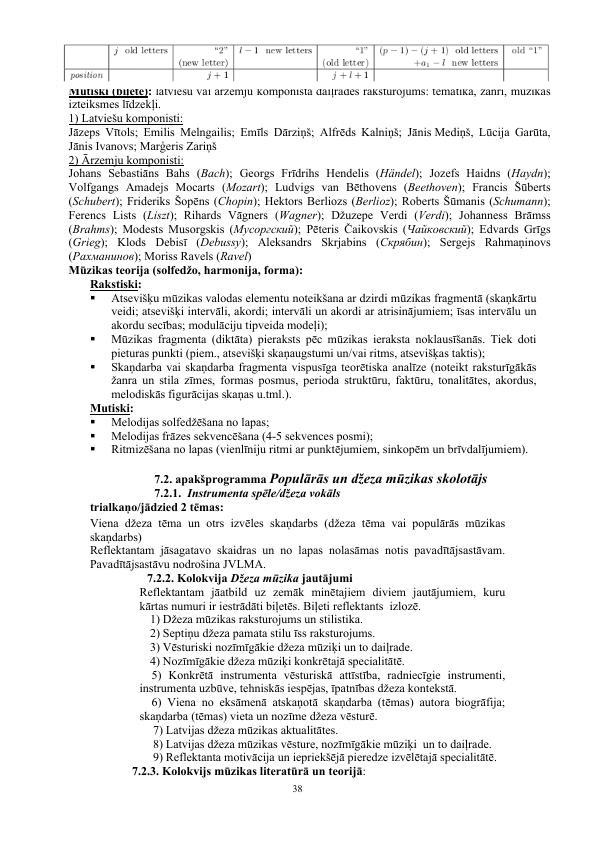 j old letters "2" l − 1 new letters "1" (p − 1) − (j + 1) old letters old "1"
(new letter) (old letter) +a₁ − l new letters
position j + 1 j + l + 1
Mutiski (biļete): latviešu vai ārzemju komponista daiļrades raksturojums: tematika, žanri, mūzikas
izteiksmes līdzekļi.
1) Latviešu komponisti:
Jāzeps Vītols; Emilis Melngailis; Emīls Dārziņš; Alfrēds Kalniņš; Jānis Mediņš, Lūcija Garūta,
Jānis Ivanovs; Marģeris Zariņš
2) Ārzemju komponisti:
Johans Sebastiāns Bahs (Bach); Georgs Frīdrihs Hendelis (Händel); Jozefs Haidns (Haydn);
Volfgangs Amadejs Mocarts (Mozart); Ludvigs van Bēthovens (Beethoven); Francis Šūberts
(Schubert); Frideriks Šopēns (Chopin); Hektors Berliozs (Berlioz); Roberts Šūmanis (Schumann);
Ferencs Lists (Liszt); Rihards Vāgners (Wagner); Džuzepe Verdi (Verdi); Johanness Brāmss
(Brahms); Modests Musorgskis (Мусоргский); Pēteris Čaikovskis (Чайковский); Edvards Grīgs
(Grieg); Klods Debisī (Debussy); Aleksandrs Skrjabins (Скрябин); Sergejs Rahmaņinovs
(Рахманинов); Moriss Ravels (Ravel)
Mūzikas teorija (solfedžo, harmonija, forma):
Rakstiski:
▪ Atsevišķu mūzikas valodas elementu noteikšana ar dzirdi mūzikas fragmentā (skaņkārtu
veidi; atsevišķi intervāli, akordi; intervāli un akordi ar atrisinājumiem; īsas intervālu un
akordu secības; modulāciju tipveida modeļi);
▪ Mūzikas fragmenta (diktāta) pieraksts pēc mūzikas ieraksta noklausīšanās. Tiek doti
pieturas punkti (piem., atsevišķi skaņaugstumi un/vai ritms, atsevišķas taktis);
▪ Skaņdarba vai skaņdarba fragmenta vispusīga teorētiska analīze (noteikt raksturīgākās
žanra un stila zīmes, formas posmus, perioda struktūru, faktūru, tonalitātes, akordus,
melodiskās figurācijas skaņas u.tml.).
Mutiski:
▪ Melodijas solfedžēšana no lapas;
▪ Melodijas frāzes sekvencēšana (4-5 sekvences posmi);
▪ Ritmizēšana no lapas (vienlīniju ritmi ar punktējumiem, sinkopēm un brīvdalījumiem).
7.2. apakšprogramma Populārās un džeza mūzikas skolotājs
7.2.1. Instrumenta spēle/džeza vokāls
trialkaņo/jādzied 2 tēmas:
Viena džeza tēma un otrs izvēles skaņdarbs (džeza tēma vai populārās mūzikas
skaņdarbs)
Reflektantam jāsagatavo skaidras un no lapas nolasāmas notis pavadītājsastāvam.
Pavadītājsastāvu nodrošina JVLMA.
7.2.2. Kolokvija Džeza mūzika jautājumi
Reflektantam jāatbild uz zemāk minētajiem diviem jautājumiem, kuru
kārtas numuri ir iestrādāti biļetēs. Biļeti reflektants izlozē.
1) Džeza mūzikas raksturojums un stilistika.
2) Septiņu džeza pamata stilu īss raksturojums.
3) Vēsturiski nozīmīgākie džeza mūziķi un to daiļrade.
4) Nozīmīgākie džeza mūziķi konkrētajā specialitātē.
5) Konkrētā instrumenta vēsturiskā attīstība, radniecīgie instrumenti,
instrumenta uzbūve, tehniskās iespējas, īpatnības džeza kontekstā.
6) Viena no eksāmenā atskaņotā skaņdarba (tēmas) autora biogrāfija;
skaņdarba (tēmas) vieta un nozīme džeza vēsturē.
7) Latvijas džeza mūzikas aktualitātes.
8) Latvijas džeza mūzikas vēsture, nozīmīgākie mūziķi un to daiļrade.
9) Reflektanta motivācija un iepriekšējā pieredze izvēlētajā specialitātē.
7.2.3. Kolokvijs mūzikas literatūrā un teorijā:
38